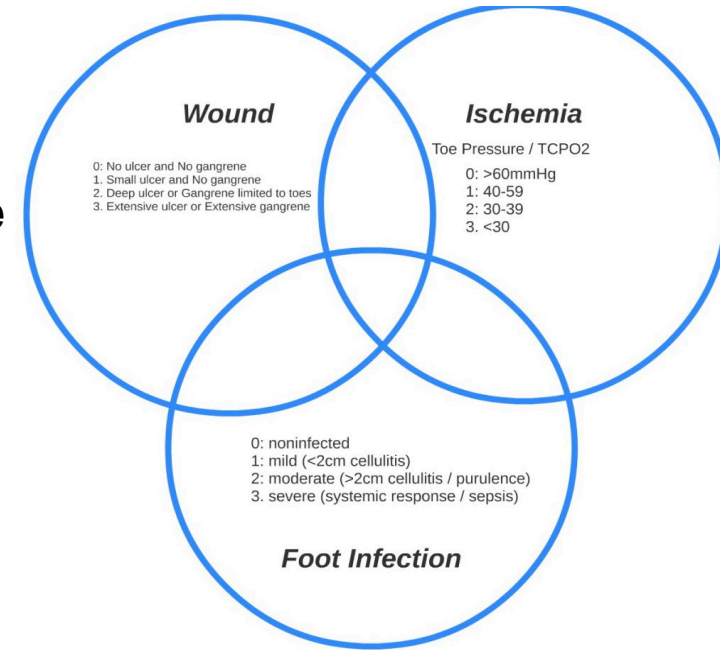 Wound
0: No ulcer and No gangrene
1. Small ulcer and No gangrene
2. Deep ulcer or Gangrene limited to toes
3. Extensive ulcer or Extensive gangrene
Ischemia
Toe Pressure / TCPO2
0: >60mmHg
1: 40-59
2: 30-39
3. <30
e
0: noninfected
1: mild (<2cm cellulitis)
2: moderate (>2cm cellulitis / purulence)
3. severe (systemic response / sepsis)
Foot Infection